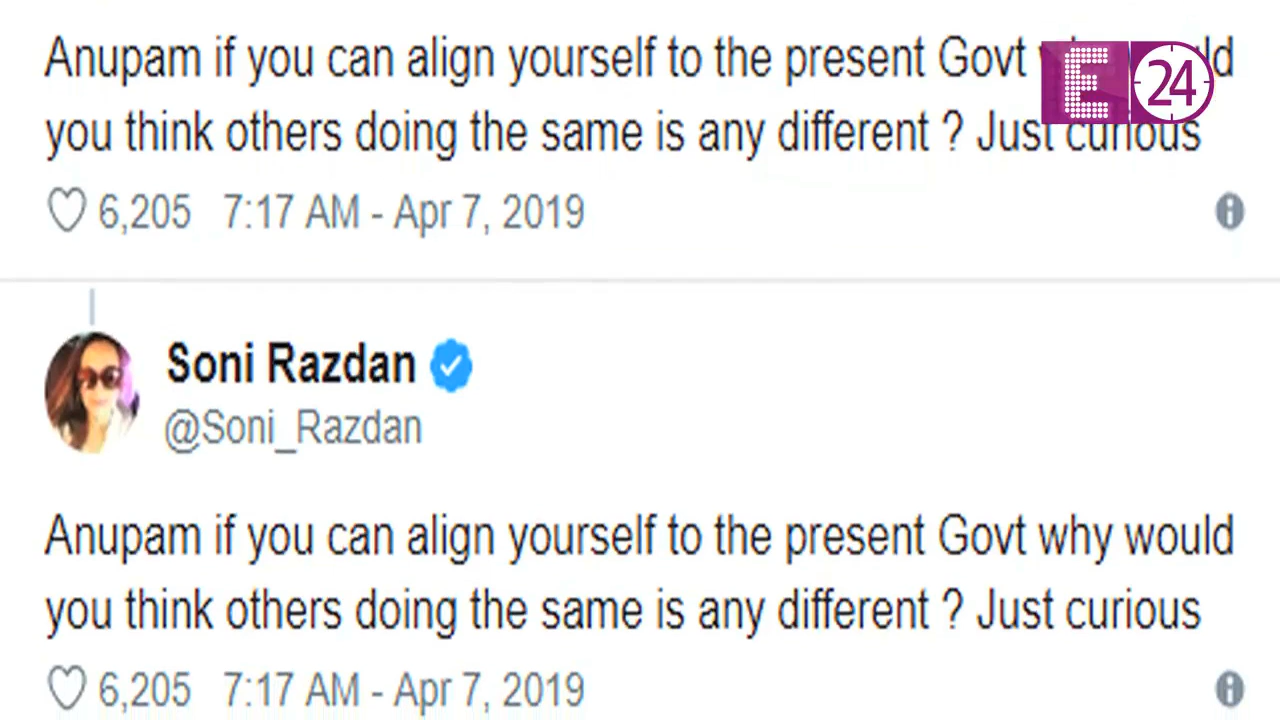 Anupam if you can align yourself to the present Govt
you think others doing the same is any different ? Just curious
E 24
6,205 7:17 AM - Apr 7, 2019
Soni Razdan
@Soni_Razdan
Anupam if you can align yourself to the present Govt why would
you think others doing the same is any different ? Just curious
6,205 7:17 AM - Apr 7, 2019